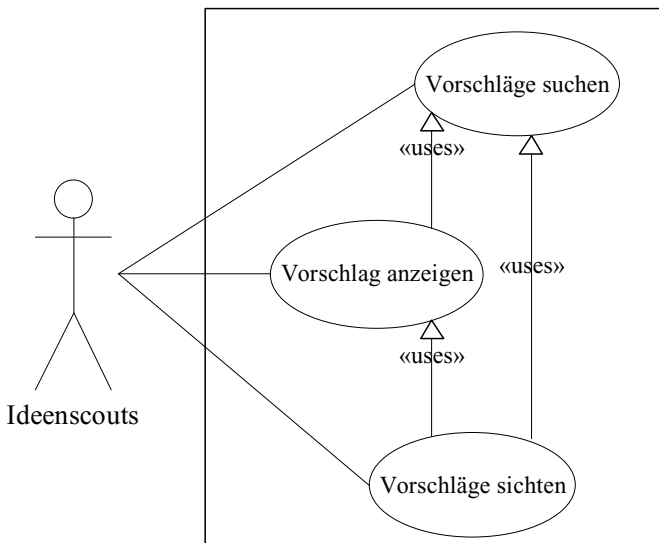 Vorschläge suchen
«uses»
«uses»
Vorschlag anzeigen
«uses»
Ideenscouts
Vorschläge sichten